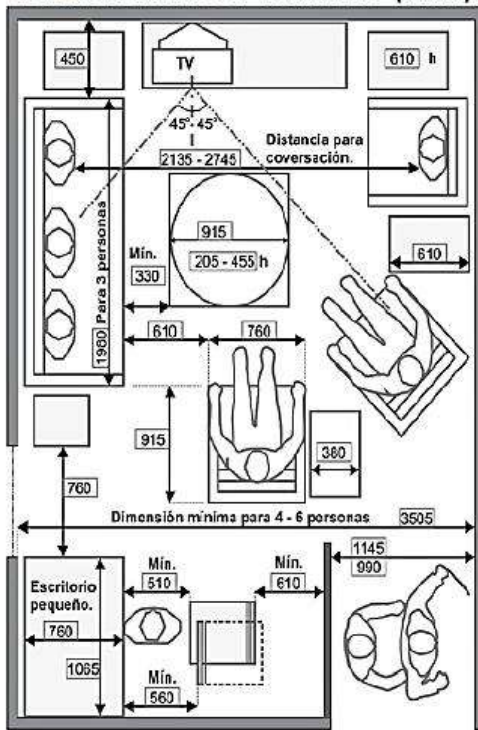 450
TV
610 h
45° 45°
Distancia para
coversación.
2135 - 2745
915
205 - 455 h
Mín.
330
610
1980 Para 3 personas
610
760
915
380
760
Dimensión mínima para 4 - 6 personas
3505
Mín.
510
Mín.
610
1145
990
Escritorio
pequeño.
760
1065
Mín.
560